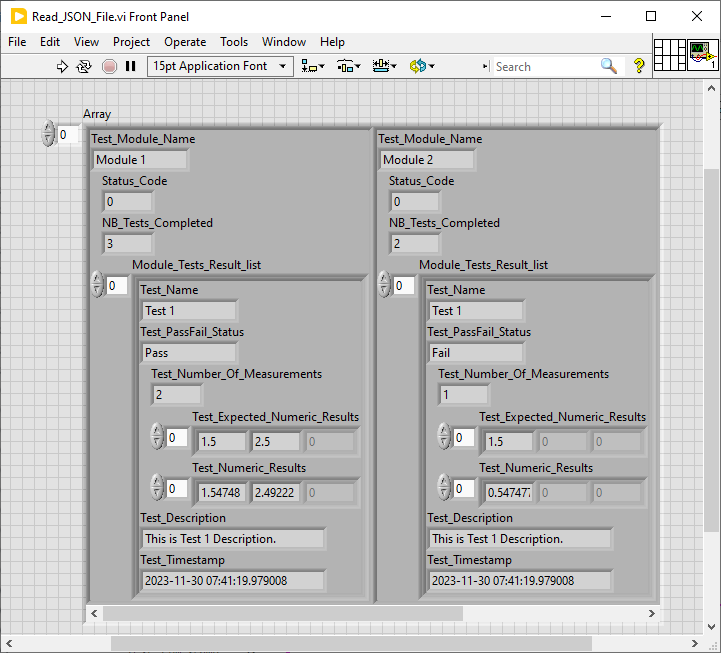 Read_JSON_File.vi Front Panel
File Edit View Project Operate Tools Window Help
15pt Application Font
Search
?
1
Array
0
Test_Module_Name
Module 1
Status_Code
0
NB_Tests_Completed
3
Module_Tests_Result_list
0
Test_Name
Test 1
Test_PassFail_Status
Pass
Test_Number_Of_Measurements
2
Test_Expected_Numeric_Results
0 1.5 2.5 0
Test_Numeric_Results
0 1.54748 2.49222 0
Test_Description
This is Test 1 Description.
Test_Timestamp
2023-11-30 07:41:19.979008
Test_Module_Name
Module 2
Status_Code
0
NB_Tests_Completed
2
Module_Tests_Result_list
0
Test_Name
Test 1
Test_PassFail_Status
Fail
Test_Number_Of_Measurements
1
Test_Expected_Numeric_Results
0 1.5 0 0
Test_Numeric_Results
0 0.547477 0 0
Test_Description
This is Test 1 Description.
Test_Timestamp
2023-11-30 07:41:19.979008